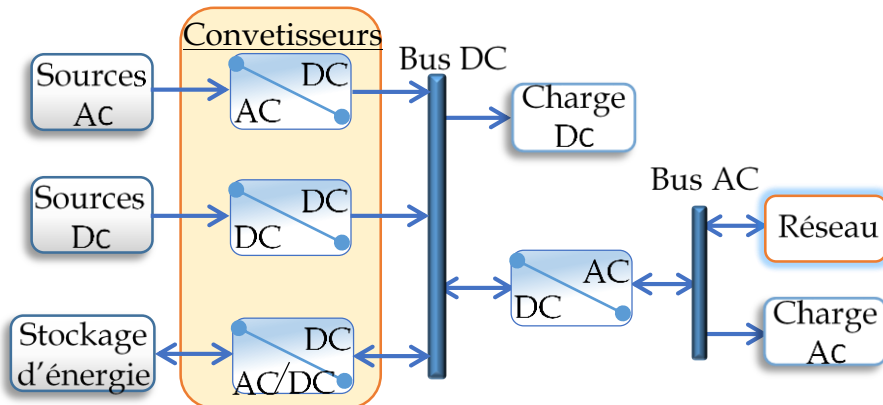 Convetisseurs
Bus DC
Sources
AC
DC
AC
Charge
DC
Sources
DC
DC
DC
Bus AC
Réseau
AC
DC
Stockage
d'énergie
DC
AC/DC
Charge
AC